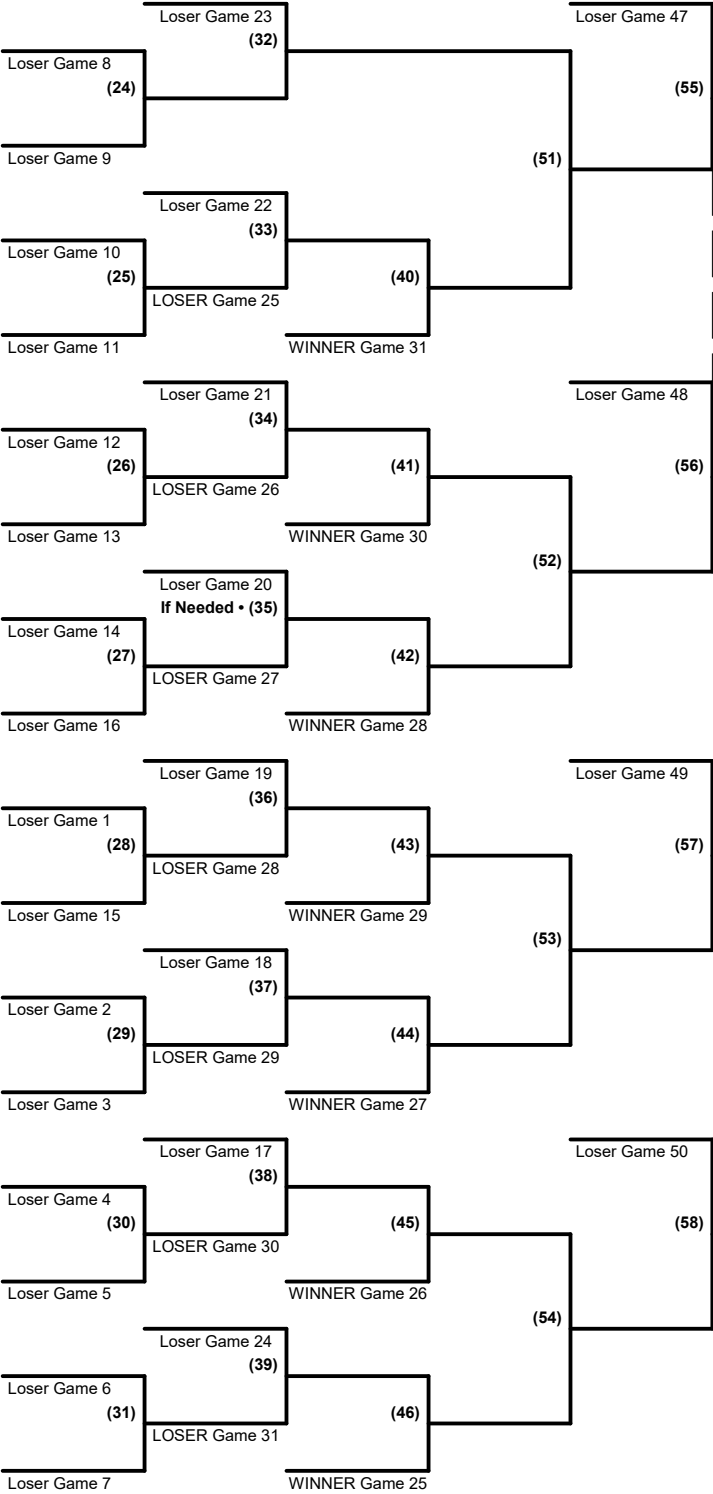 Loser Game 23
(32)
Loser Game 47
Loser Game 8
(24)
(55)
Loser Game 9
(51)
Loser Game 22
(33)
Loser Game 10
(25)
(40)
LOSER Game 25
Loser Game 11
WINNER Game 31
Loser Game 21
(34)
Loser Game 48
Loser Game 12
(26)
(41)
(56)
LOSER Game 26
Loser Game 13
WINNER Game 30
(52)
Loser Game 20
If Needed • (35)
Loser Game 14
(27)
(42)
LOSER Game 27
Loser Game 16
WINNER Game 28
Loser Game 19
(36)
Loser Game 49
Loser Game 1
(28)
(43)
(57)
LOSER Game 28
Loser Game 15
WINNER Game 29
(53)
Loser Game 18
(37)
Loser Game 2
(29)
(44)
LOSER Game 29
Loser Game 3
WINNER Game 27
Loser Game 17
(38)
Loser Game 50
Loser Game 4
(30)
(45)
(58)
LOSER Game 30
Loser Game 5
WINNER Game 26
(54)
Loser Game 24
(39)
Loser Game 6
(31)
(46)
LOSER Game 31
Loser Game 7
WINNER Game 25